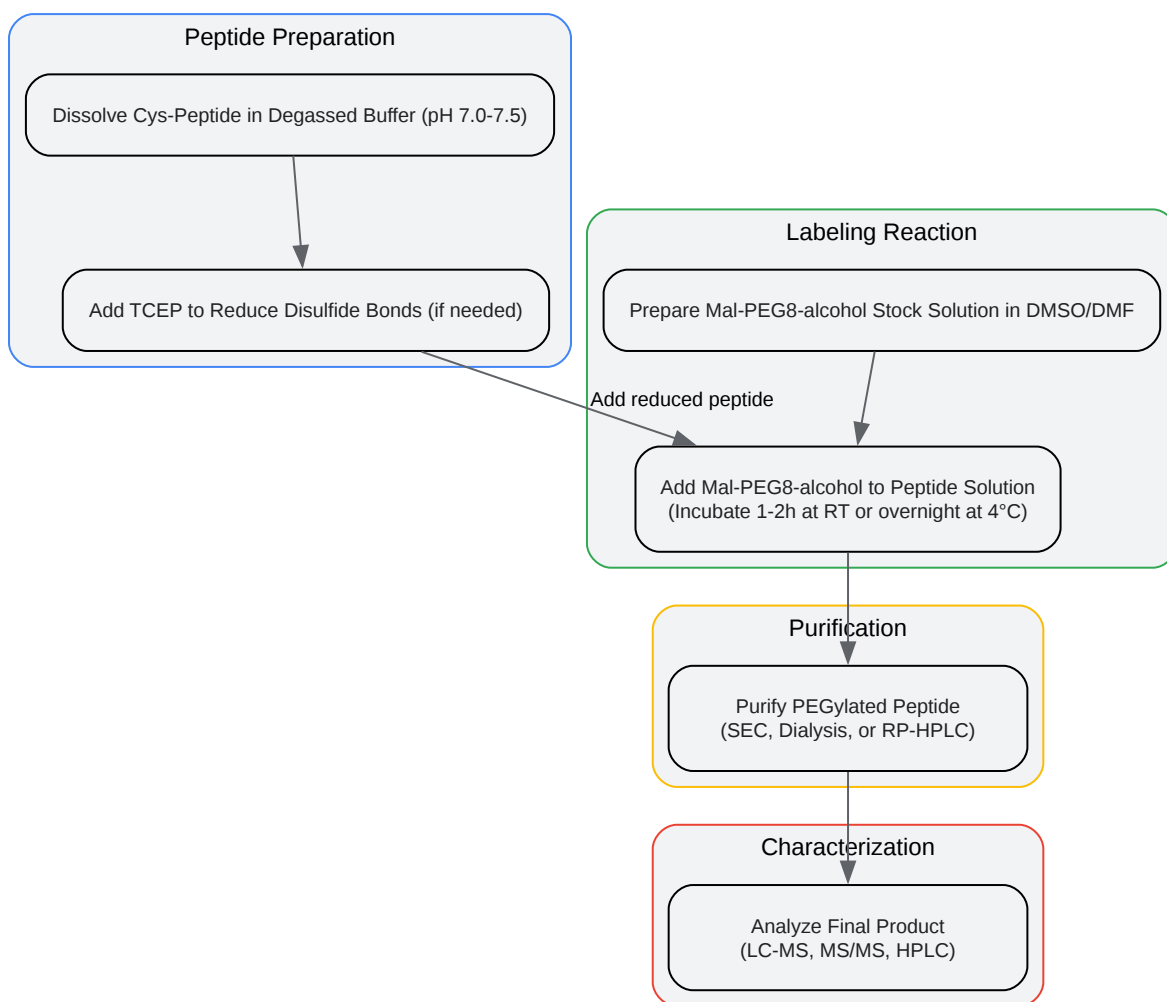 Peptide Preparation
Dissolve Cys-Peptide in Degassed Buffer (pH 7.0-7.5)
Add TCEP to Reduce Disulfide Bonds (if needed)
Labeling Reaction
Prepare Mal-PEG8-alcohol Stock Solution in DMSO/DMF
Add reduced peptide
Add Mal-PEG8-alcohol to Peptide Solution
(Incubate 1-2h at RT or overnight at 4°C)
Purification
Purify PEGylated Peptide
(SEC, Dialysis, or RP-HPLC)
Characterization
Analyze Final Product
(LC-MS, MS/MS, HPLC)